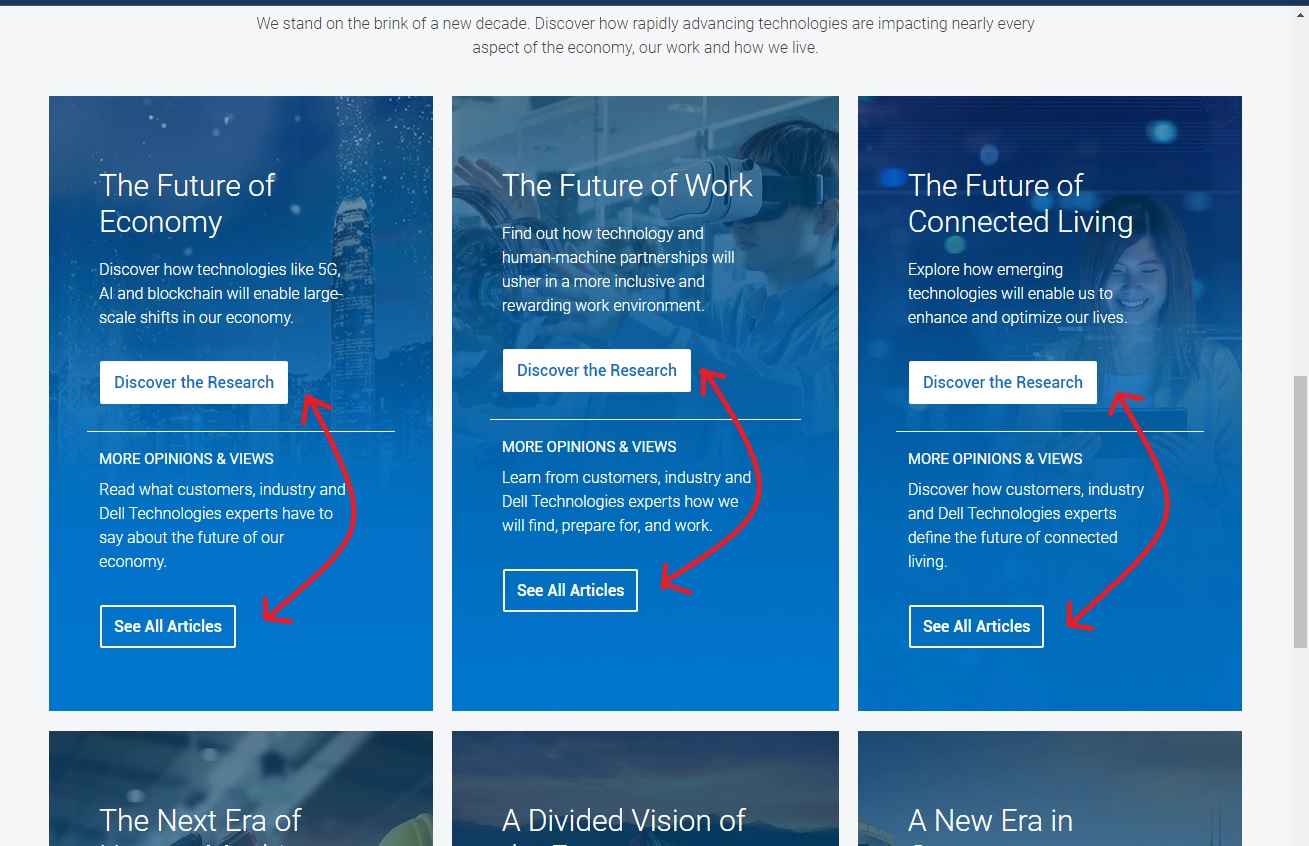 We stand on the brink of a new decade. Discover how rapidly advancing technologies are impacting nearly every
aspect of the economy, our work and how we live.
The Future of
Economy
Discover how technologies like 5G,
AI and blockchain will enable large-
scale shifts in our economy.
Discover the Research
MORE OPINIONS & VIEWS
Read what customers, industry and
Dell Technologies experts have to
say about the future of our
economy.
See All Articles
The Future of Work
Find out how technology and
human-machine partnerships will
usher in a more inclusive and
rewarding work environment.
Discover the Research
MORE OPINIONS & VIEWS
Learn from customers, industry and
Dell Technologies experts how we
will find, prepare for, and work.
See All Articles
The Future of
Connected Living
Explore how emerging
technologies will enable us to
enhance and optimize our lives.
Discover the Research
MORE OPINIONS & VIEWS
Discover how customers, industry
and Dell Technologies experts
define the future of connected
living.
See All Articles
The Next Era of
A Divided Vision of
A New Era in